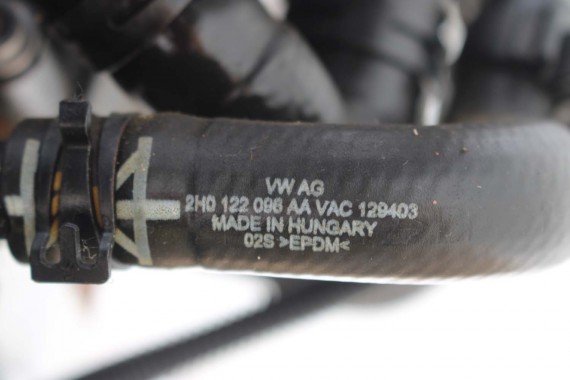 VW AG
2H0 122 096 AA VAC 129403
MADE IN HUNGARY
02S >EPDM<